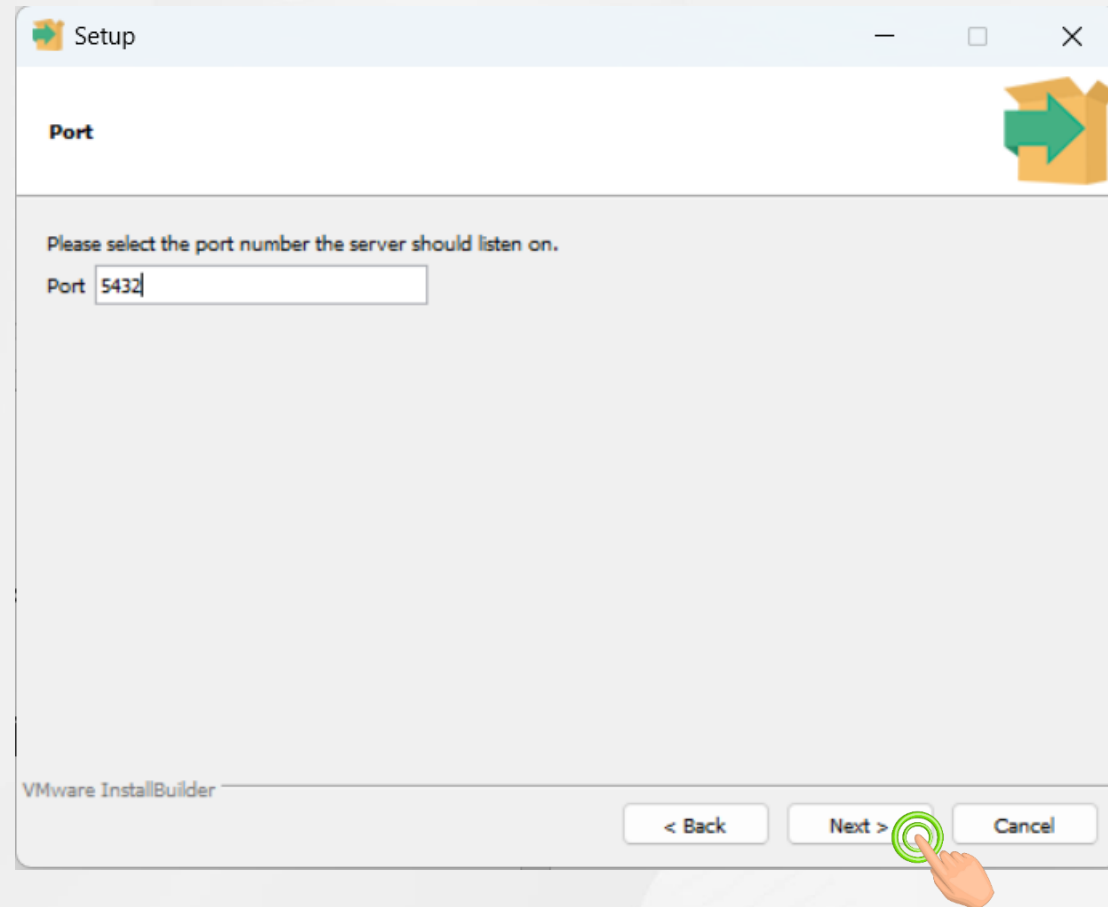 Setup
Port
Please select the port number the server should listen on.
Port 5432
VMware InstallBuilder
< Back Next > Cancel